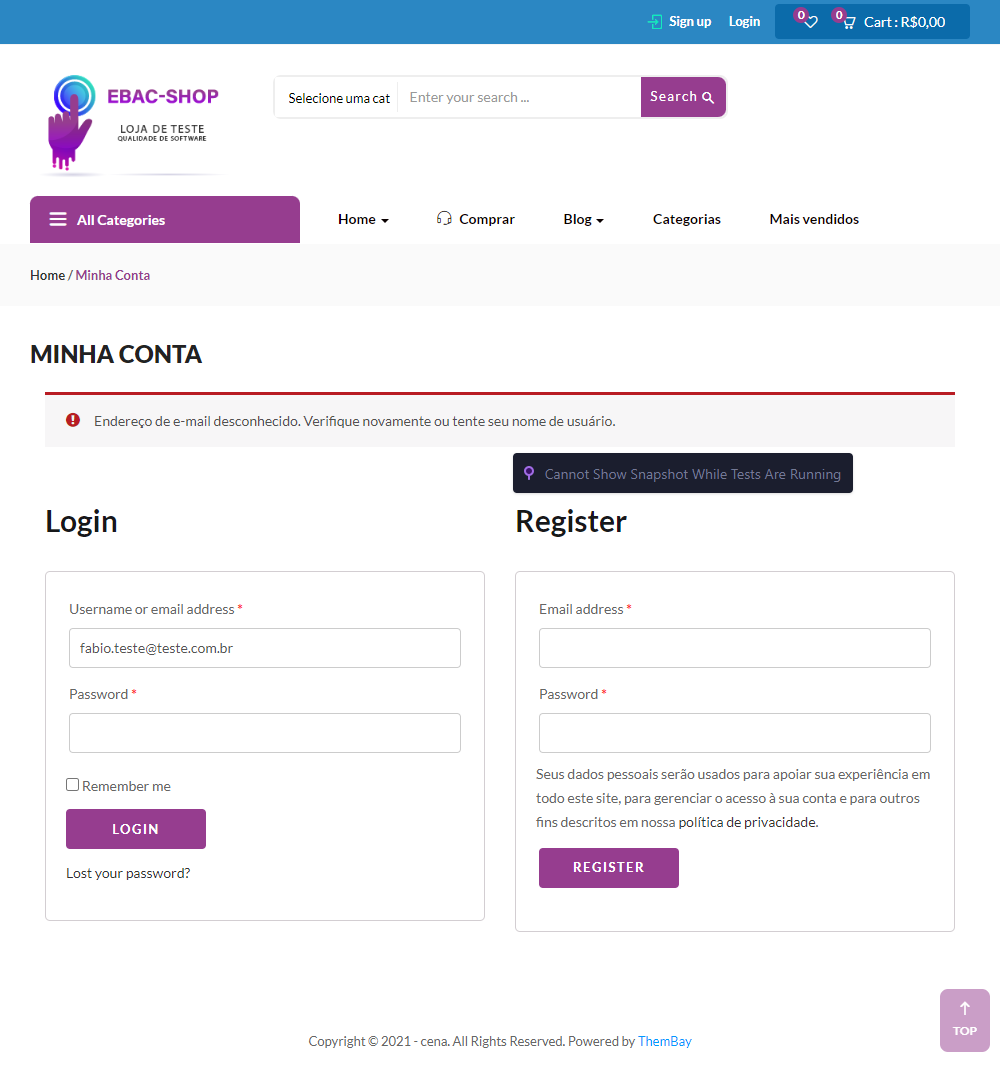 Sign up Login 0 0 Cart : R$0,00
EBAC-SHOP
LOJA DE TESTE
QUALIDADE DE SOFTWARE
Selecione uma cat Enter your search ... Search
All Categories Home Comprar Blog Categorias Mais vendidos
Home / Minha Conta
MINHA CONTA
Endereço de e-mail desconhecido. Verifique novamente ou tente seu nome de usuário.
Cannot Show Snapshot While Tests Are Running
Login
Username or email address *
fabio.teste@teste.com.br
Password *
Remember me
LOGIN
Lost your password?
Register
Email address *
Password *
Seus dados pessoais serão usados para apoiar sua experiência em
todo este site, para gerenciar o acesso à sua conta e para outros
fins descritos em nossa política de privacidade.
REGISTER
TOP
Copyright © 2021 - cena. All Rights Reserved. Powered by ThemBay